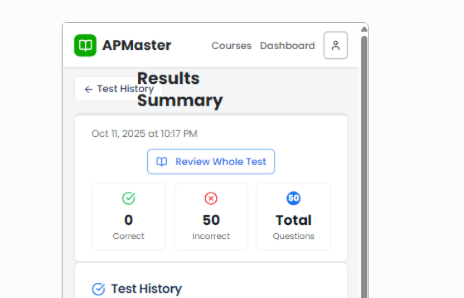 APMaster Courses Dashboard
Test History
Results
Summary
Oct 11, 2025 at 10:17 PM
Review Whole Test
50
0 50 Total
Correct Incorrect Questions
Test History